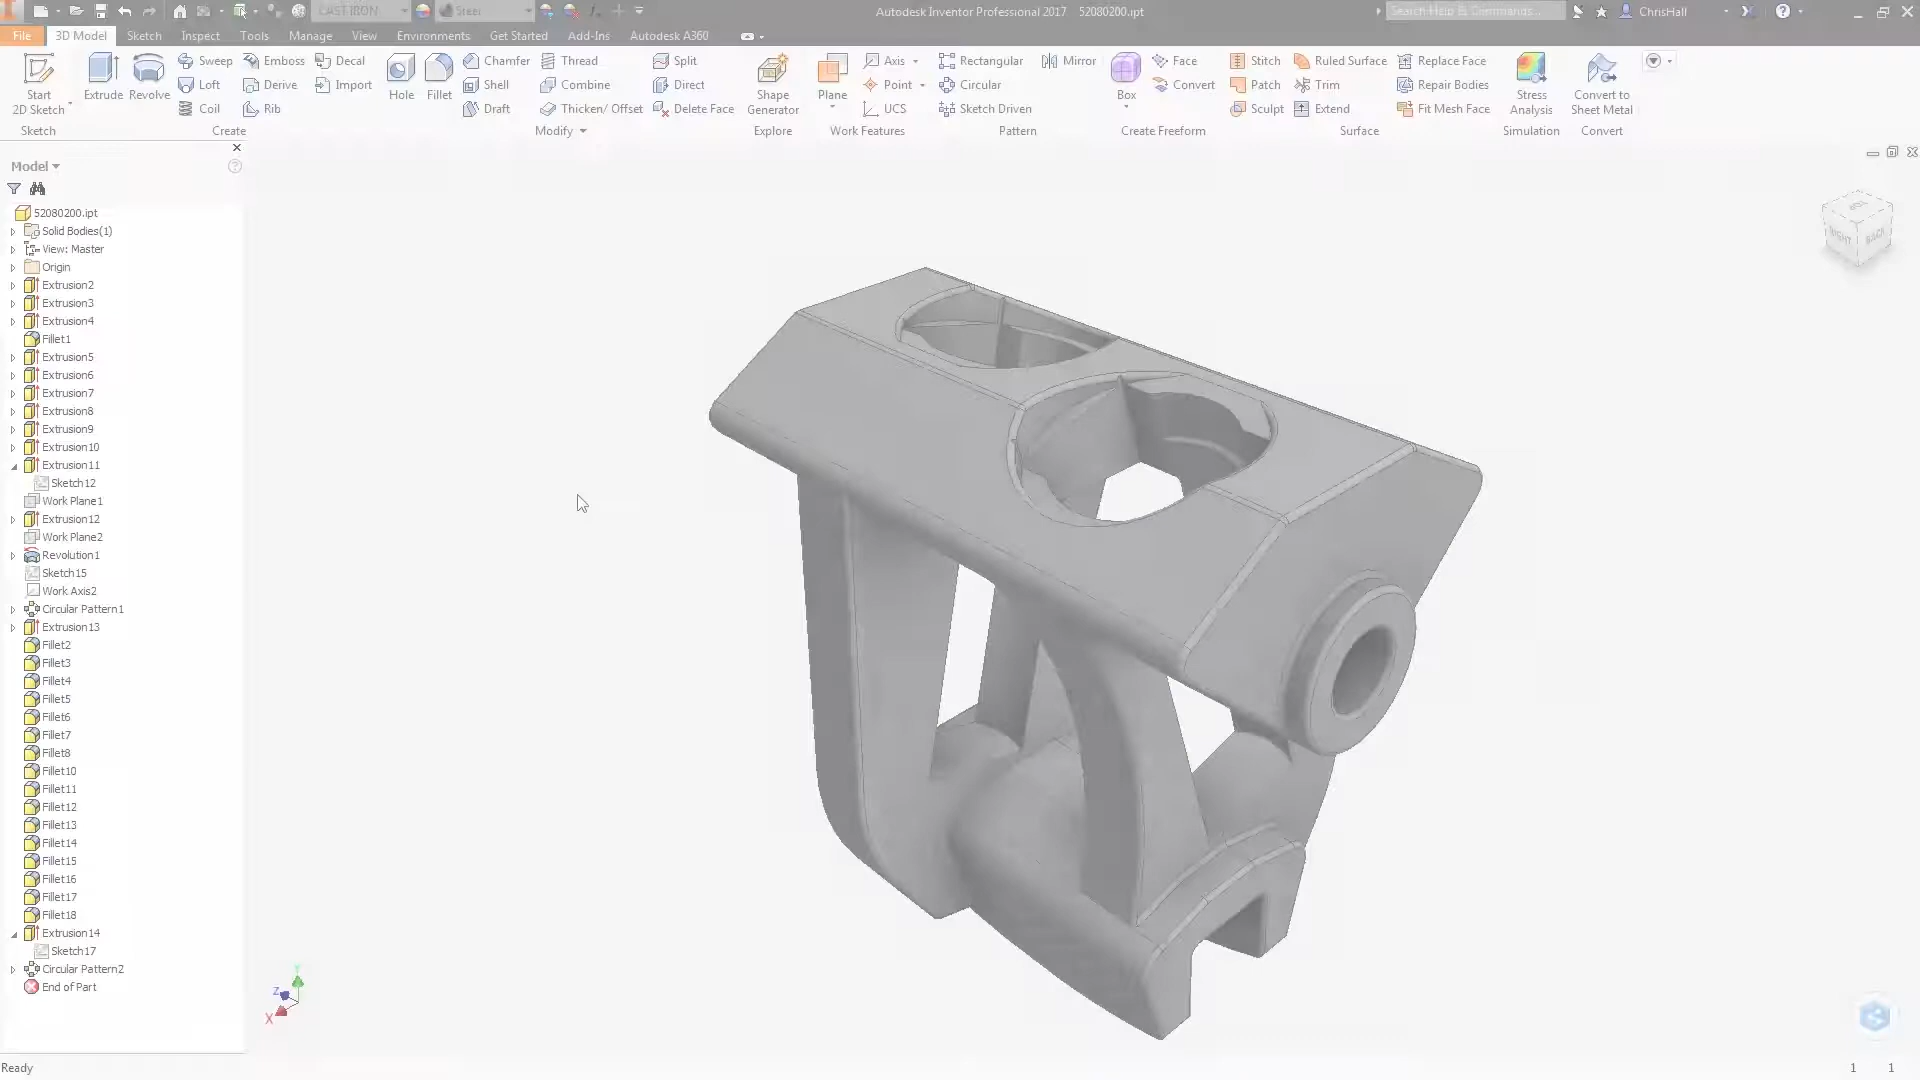 CAST IRON Steel Autodesk Inventor Professional 2017 52080200.ipt Search Help & Commands... ChrisHall
File 3D Model Sketch Inspect Tools Manage View Environments Get Started Add-Ins Autodesk A360
Start 2D Sketch
Sketch
Extrude Revolve Sweep Loft Coil Emboss Derive Rib Decal Import
Create
Hole Fillet Chamfer Shell Draft Thread Combine Thicken/ Offset Split Direct Delete Face
Modify
Shape Generator
Explore
Plane Axis Point UCS
Work Features
Rectangular Circular Sketch Driven Mirror
Pattern
Box Face Convert
Create Freeform
Stitch Patch Sculpt Ruled Surface Trim Extend Replace Face Repair Bodies Fit Mesh Face
Surface
Stress Analysis
Simulation
Convert to Sheet Metal
Convert
Model
52080200.ipt
Solid Bodies(1)
View: Master
Origin
Extrusion2
Extrusion3
Extrusion4
Fillet1
Extrusion5
Extrusion6
Extrusion7
Extrusion8
Extrusion9
Extrusion10
Extrusion11
Sketch12
Work Plane1
Extrusion12
Work Plane2
Revolution1
Sketch15
Work Axis2
Circular Pattern1
Extrusion13
Fillet2
Fillet3
Fillet4
Fillet5
Fillet6
Fillet7
Fillet8
Fillet10
Fillet11
Fillet12
Fillet13
Fillet14
Fillet15
Fillet16
Fillet17
Fillet18
Extrusion14
Sketch17
Circular Pattern2
End of Part
RIGHT BACK
Y
Z
X
Ready 1 1